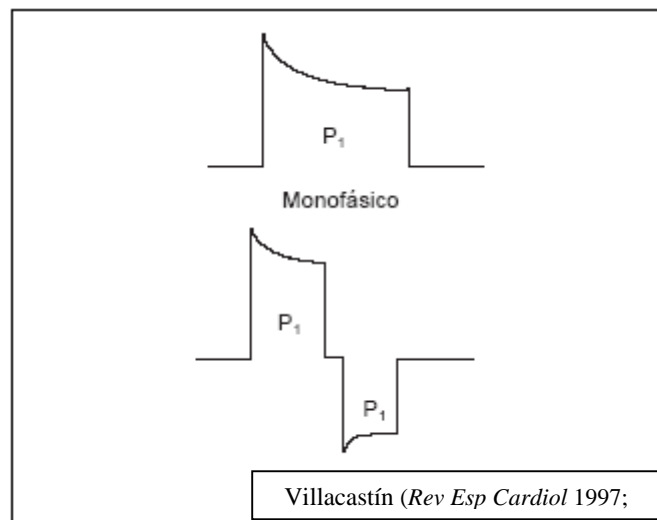 P₁
Monofásico
P₁
P₁
Villacastín (Rev Esp Cardiol 1997;